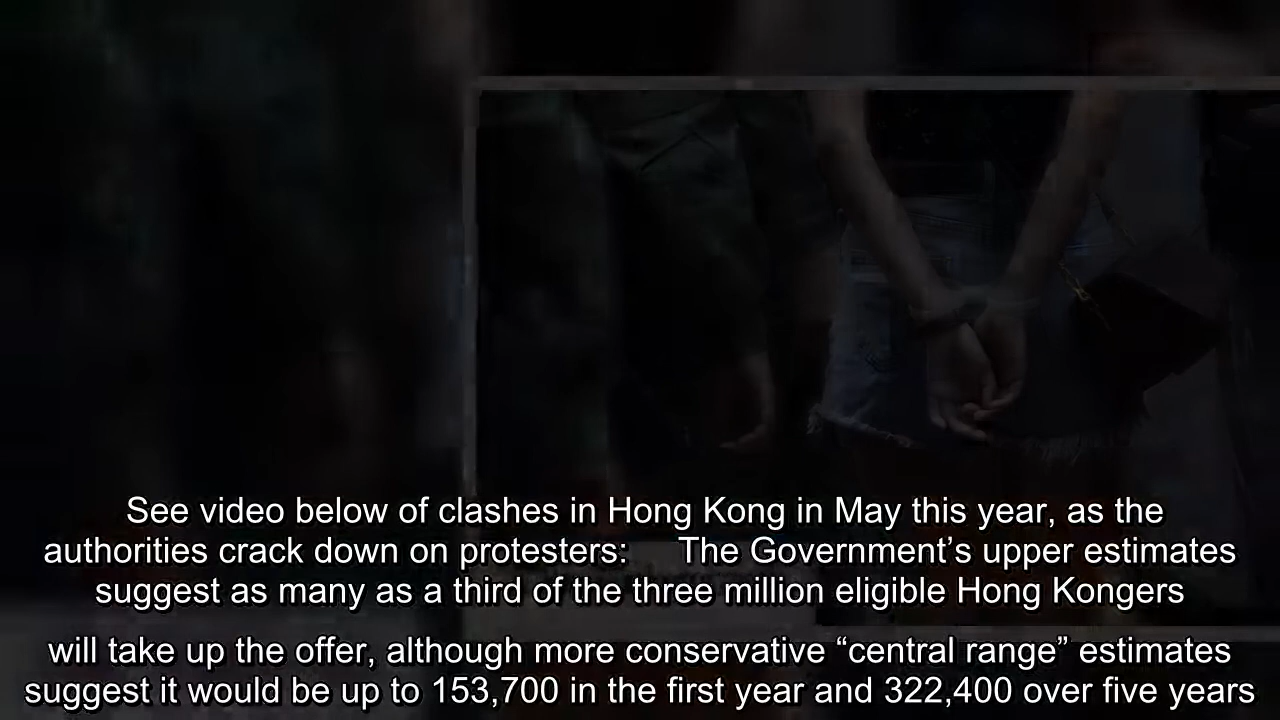 See video below of clashes in Hong Kong in May this year, as the
authorities crack down on protesters: The Government’s upper estimates
suggest as many as a third of the three million eligible Hong Kongers
will take up the offer, although more conservative “central range” estimates
suggest it would be up to 153,700 in the first year and 322,400 over five years